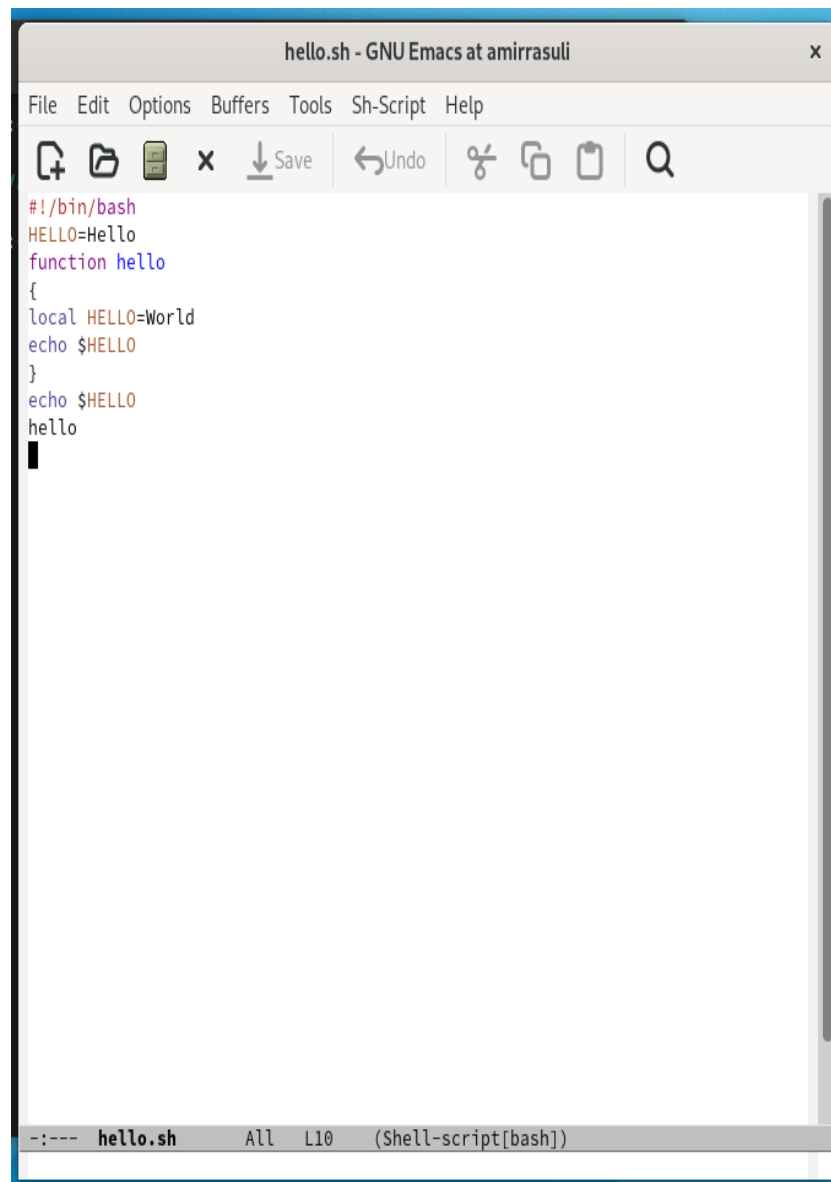 hello.sh - GNU Emacs at amirrasuli
File Edit Options Buffers Tools Sh-Script Help
Save Undo
#!/bin/bash
HELLO=Hello
function hello
{
local HELLO=World
echo $HELLO
}
echo $HELLO
hello
-:--- hello.sh All L10 (Shell-script[bash])